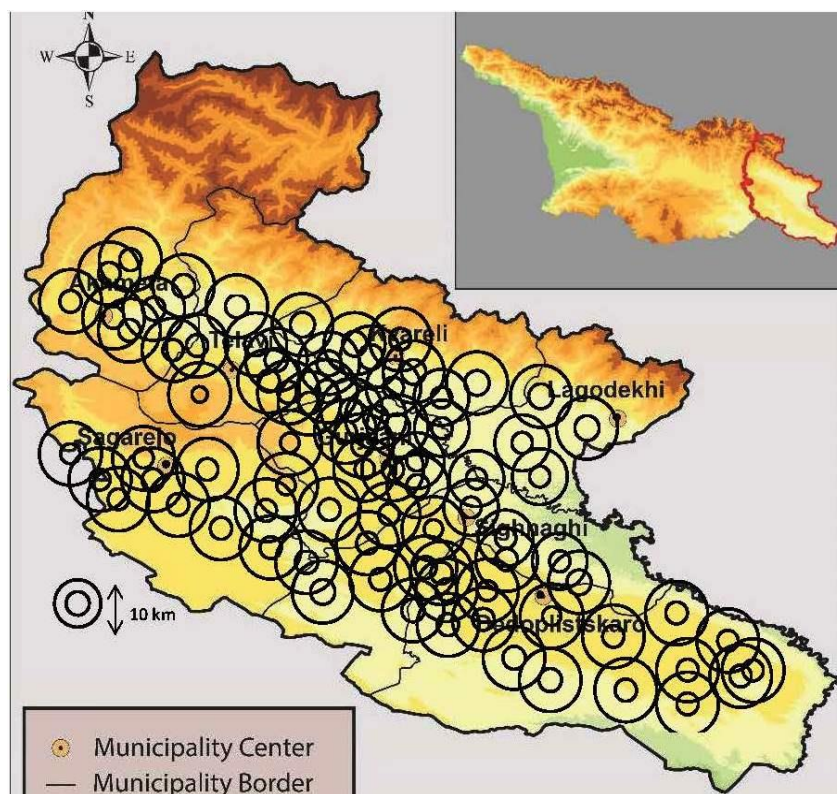 N
W E
S
Akhmeta
Telavi
Kvareli
Lagodekhi
Sagarejo
Gurjaani
Sighnaghi
10 km
Dedoplistskaro
Municipality Center
Municipality Border